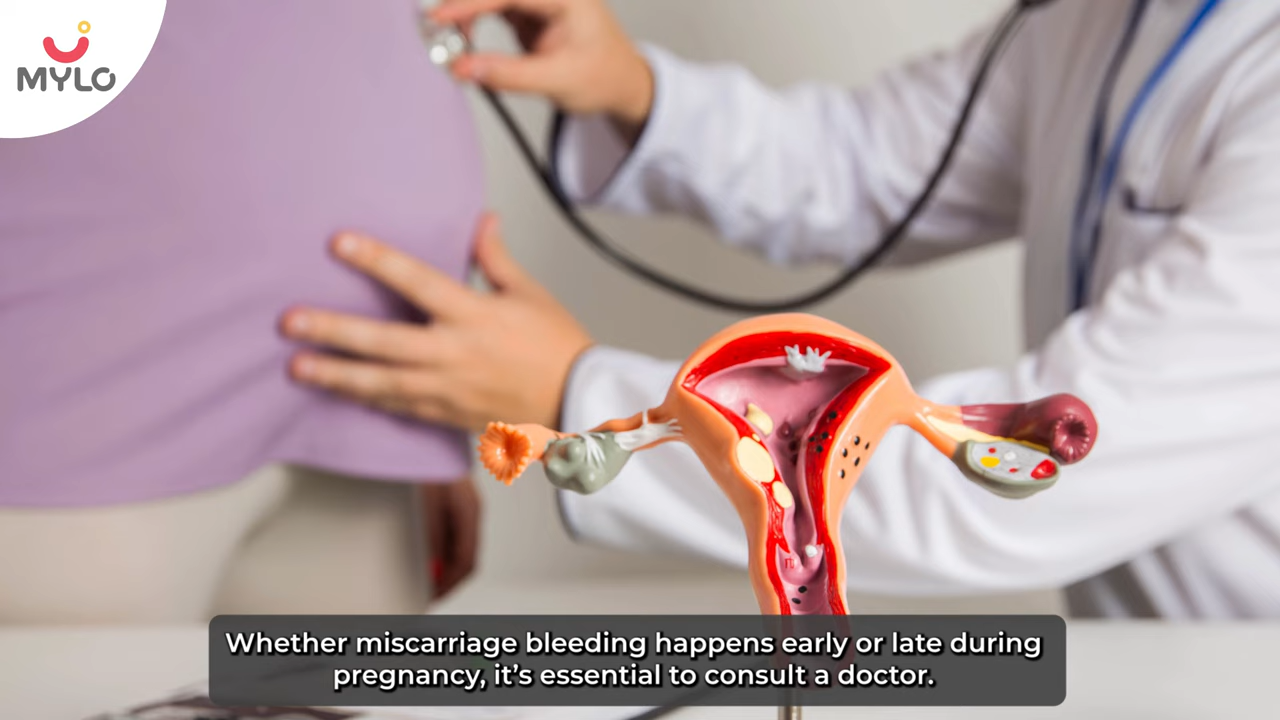 MYLO
Whether miscarriage bleeding happens early or late during
pregnancy, it’s essential to consult a doctor.